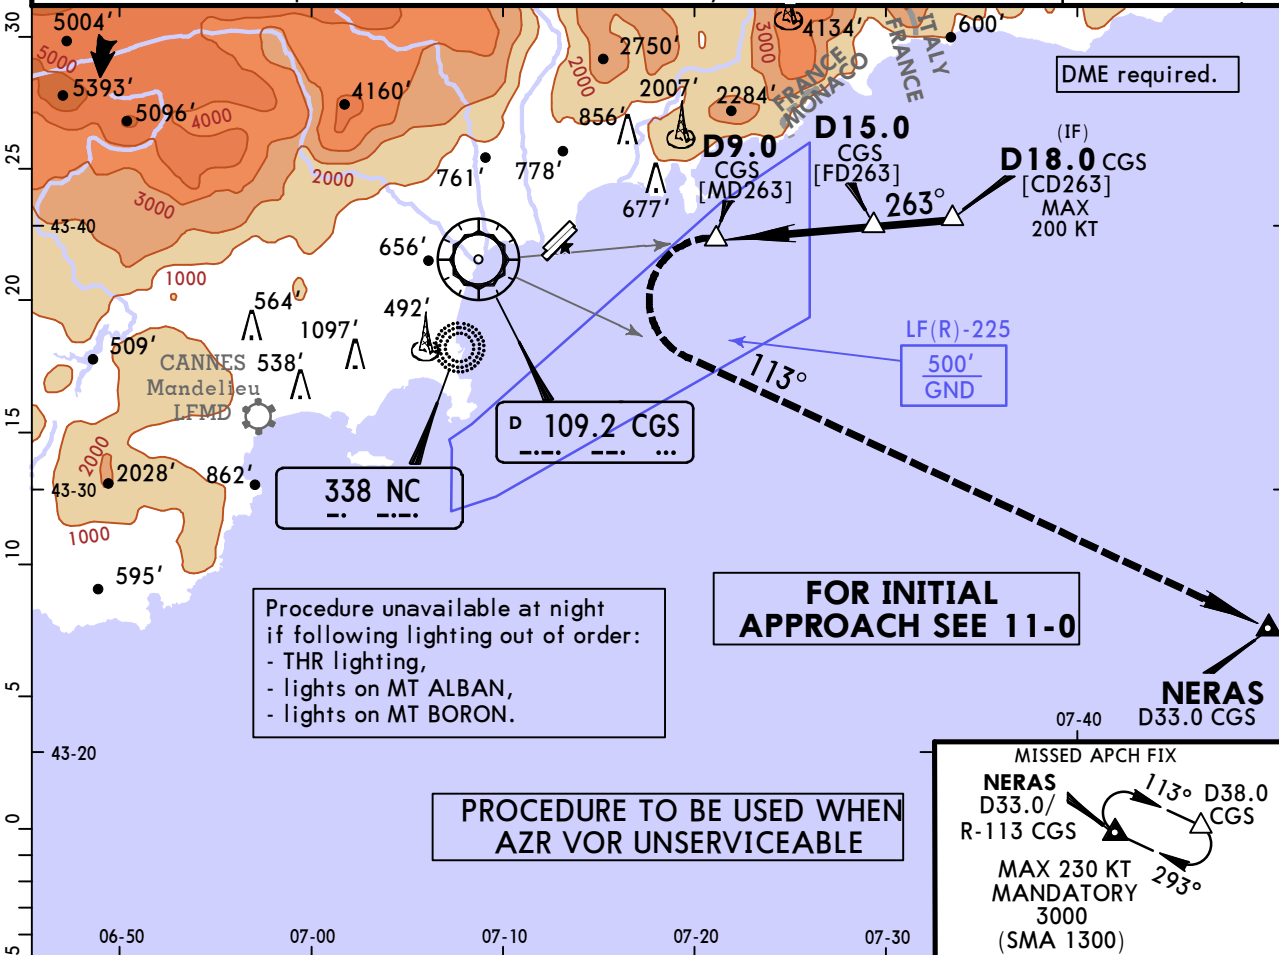 30
5004'
5000
5393'
5096'
4000
4160'
2750'
2000
2007'
856'
3000
4134'
2284'
FRANCE
MONACO
ITALY
FRANCE
600'
DME required.
25
3000
2000
761'
778'
677'
D9.0
CGS
[MD263]
D15.0
CGS
[FD263]
263°
(IF)
D18.0 CGS
[CD263]
MAX
200 KT
43-40
656'
1000
20
564'
1097'
492'
509'
538'
CANNES
Mandelieu
LFMD
LF(R)-225
500'
GND
113°
15
D 109.2 CGS
-.-. --. ...
2000
2028'
862'
43-30
338 NC
-. -.-.
1000
10
595'
Procedure unavailable at night
if following lighting out of order:
- THR lighting,
- lights on MT ALBAN,
- lights on MT BORON.
FOR INITIAL
APPROACH SEE 11-0
5
NERAS
D33.0 CGS
07-40
43-20
0
PROCEDURE TO BE USED WHEN
AZR VOR UNSERVICEABLE
MISSED APCH FIX
NERAS
D33.0/
R-113 CGS
113°
D38.0
CGS
293°
MAX 230 KT
MANDATORY
3000
(SMA 1300)
5
06-50
07-00
07-10
07-20
07-30